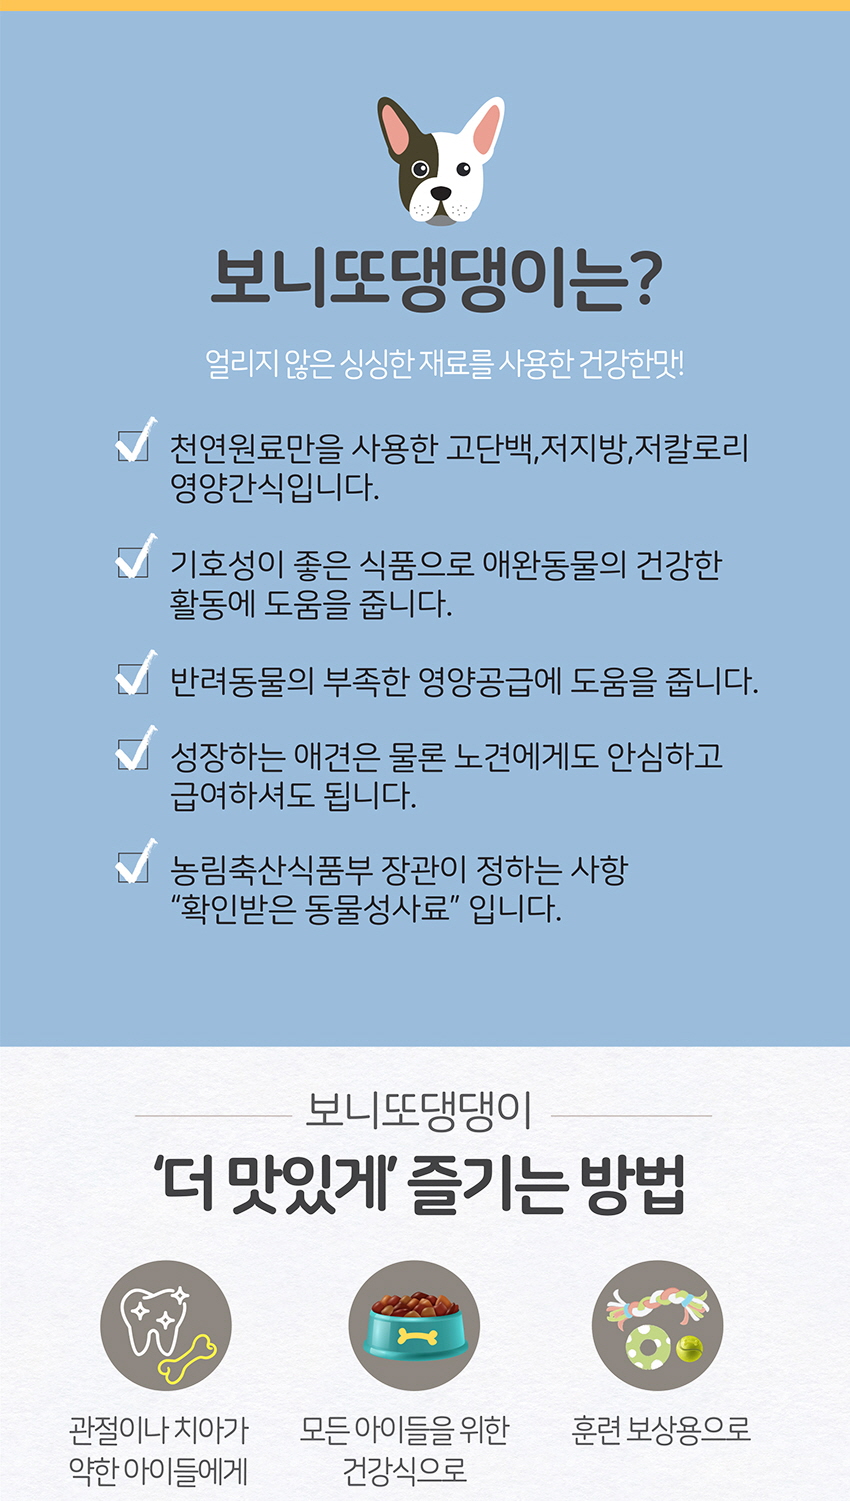 보니또댕댕이는?
얼리지 않은 싱싱한 재료를 사용한 건강한맛!
천연원료만을 사용한 고단백,저지방,저칼로리
영양간식입니다.
기호성이 좋은 식품으로 애완동물의 건강한
활동에 도움을 줍니다.
반려동물의 부족한 영양공급에 도움을 줍니다.
성장하는 애견은 물론 노견에게도 안심하고
급여하셔도 됩니다.
농림축산식품부 장관이 정하는 사항
“확인받은 동물성사료” 입니다.
보니또댕댕이
‘더 맛있게’ 즐기는 방법
관절이나 치아가
약한 아이들에게
모든 아이들을 위한
건강식으로
훈련 보상용으로